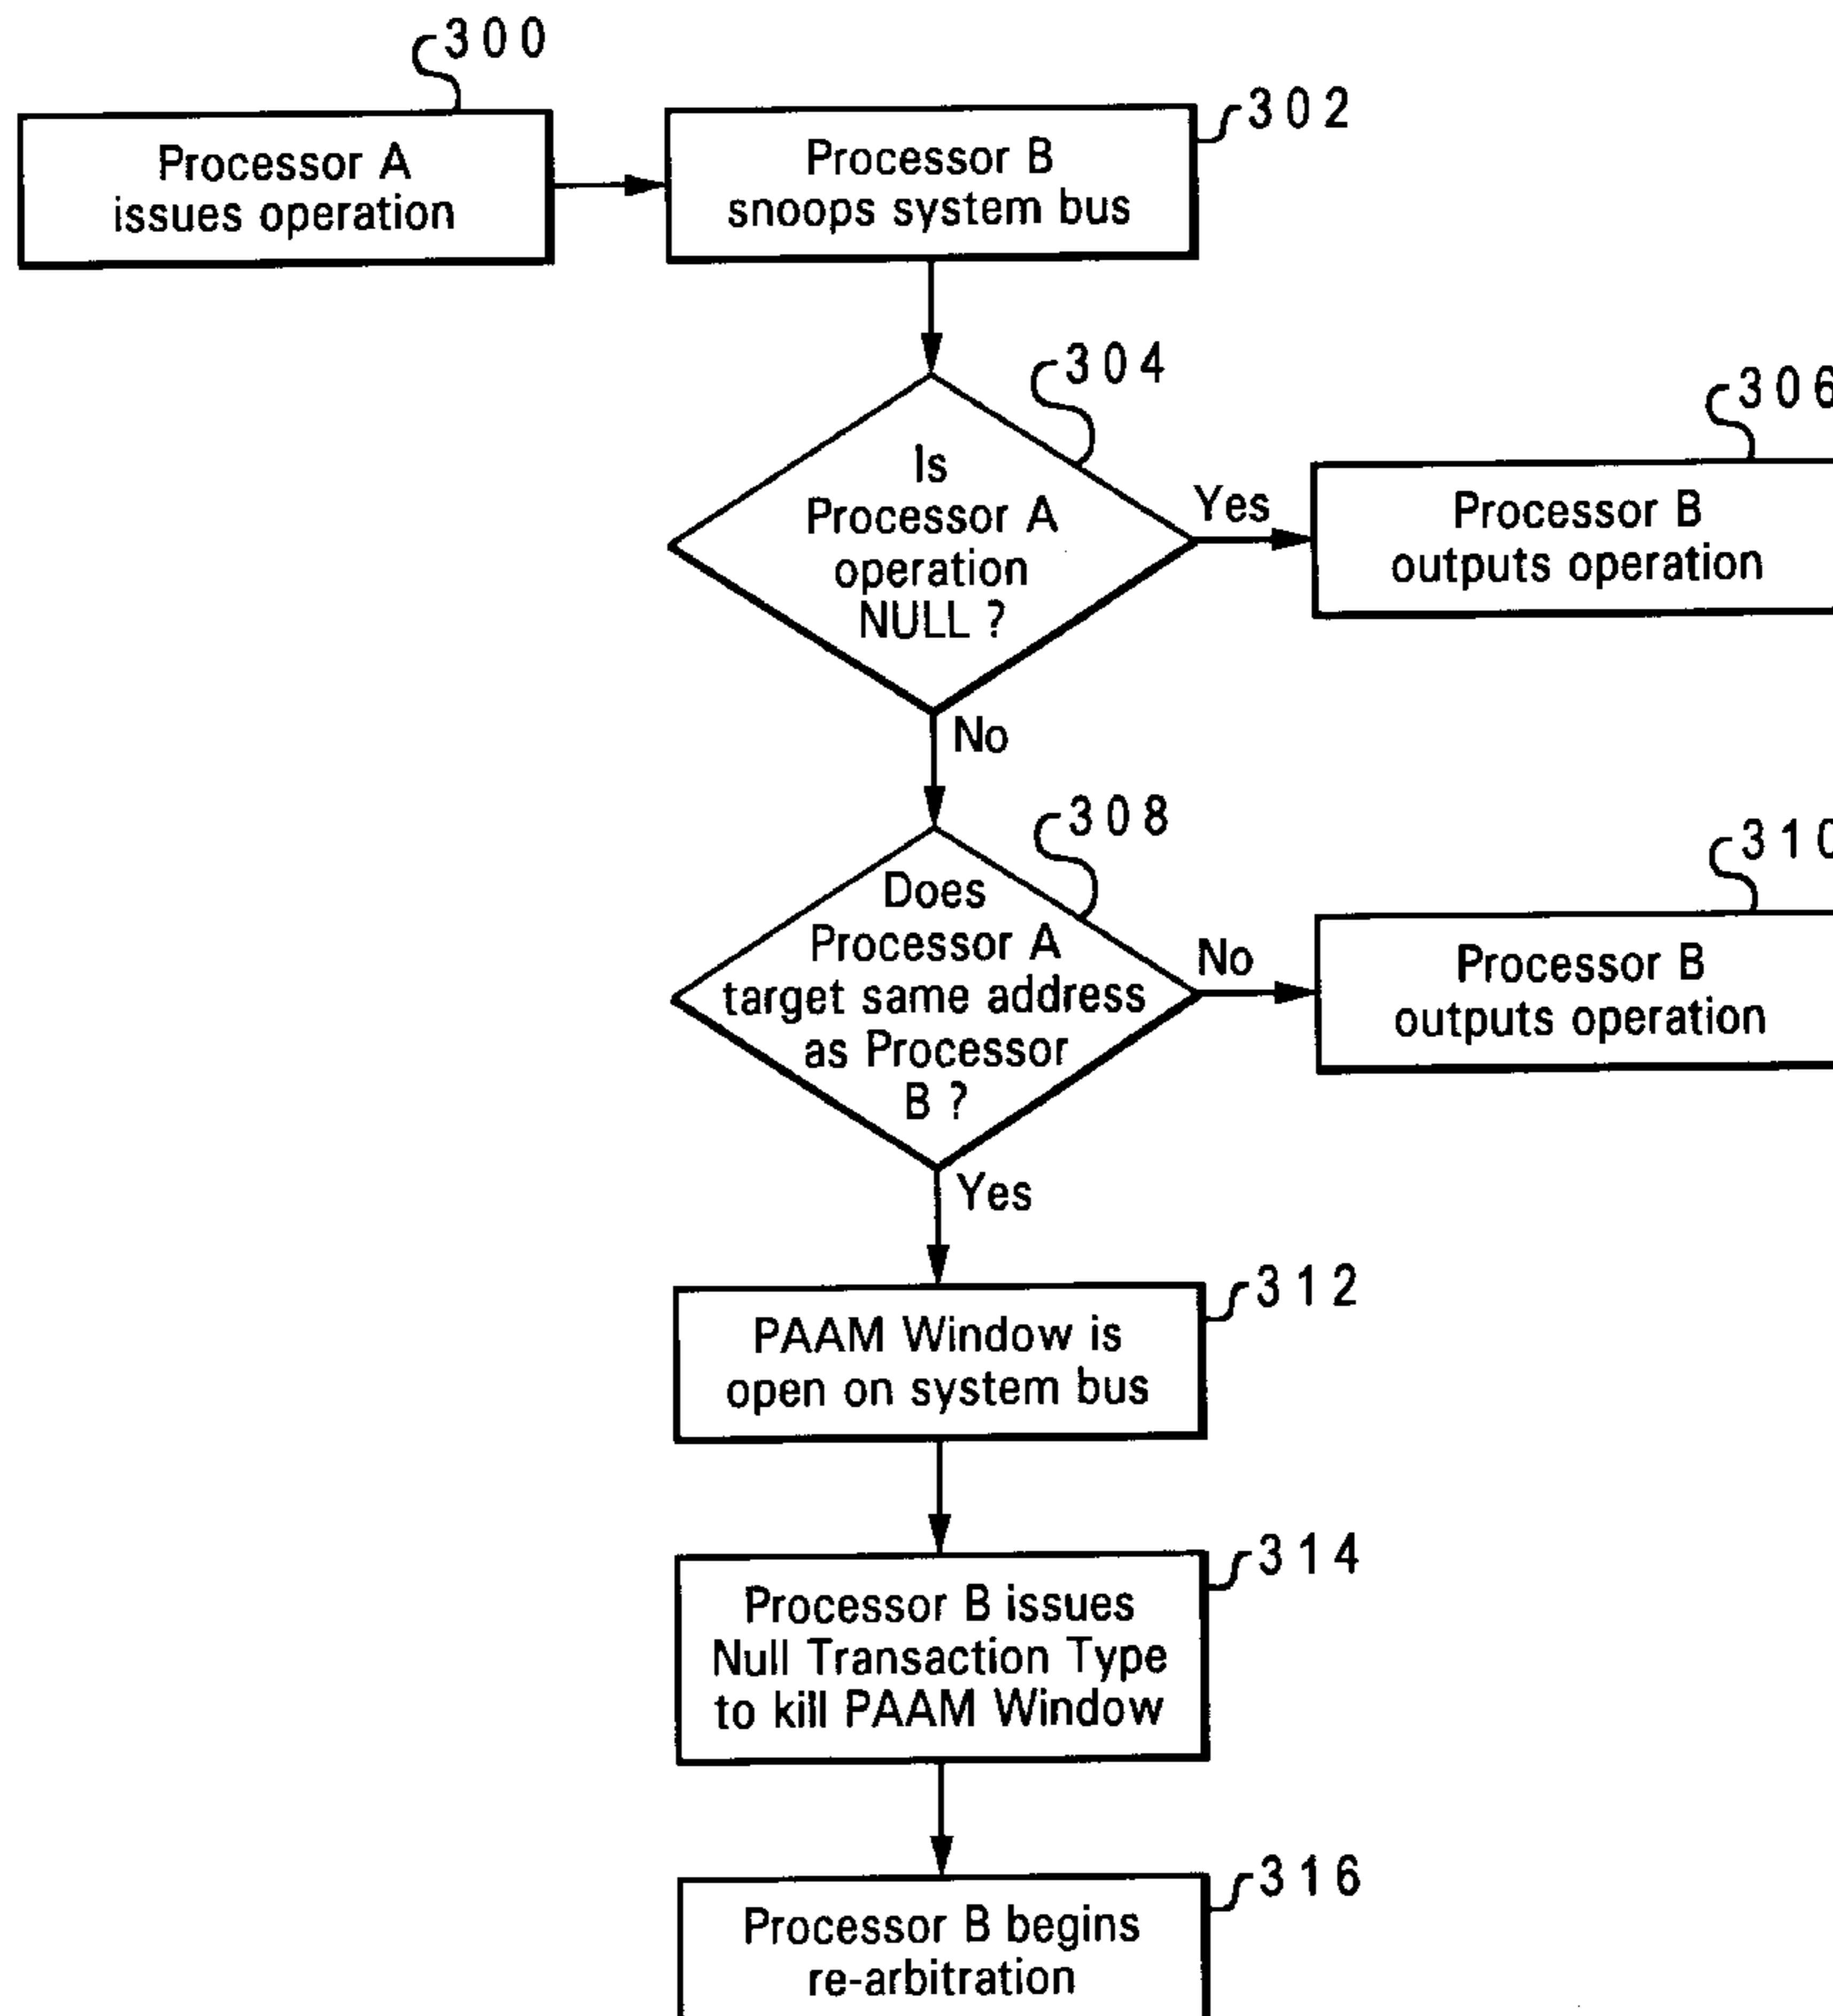 300
Processor A
issues operation
302
Processor B
snoops system bus
304
Is
Processor A
operation
NULL ?
Yes
306
Processor B
outputs operation
No
308
Does
Processor A
target same address
as Processor
B ?
No
310
Processor B
outputs operation
Yes
312
PAAM Window is
open on system bus
314
Processor B issues
Null Transaction Type
to kill PAAM Window
316
Processor B begins
re-arbitration